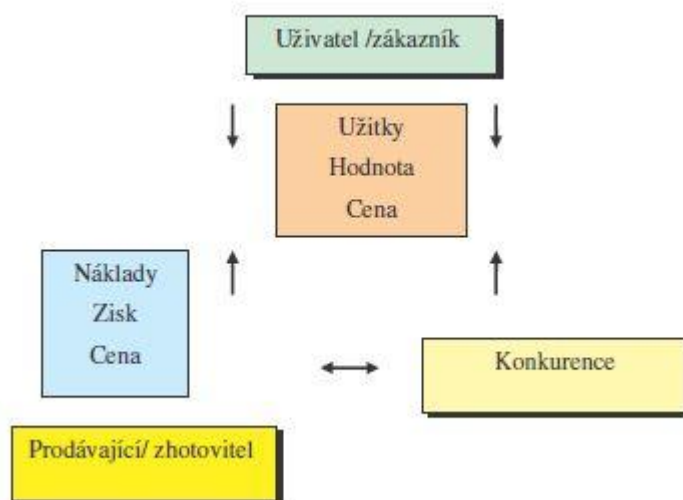 Uživatel /zákazník
Užitky
Hodnota
Cena
Náklady
Zisk
Cena
Konkurence
Prodávající/ zhotovitel